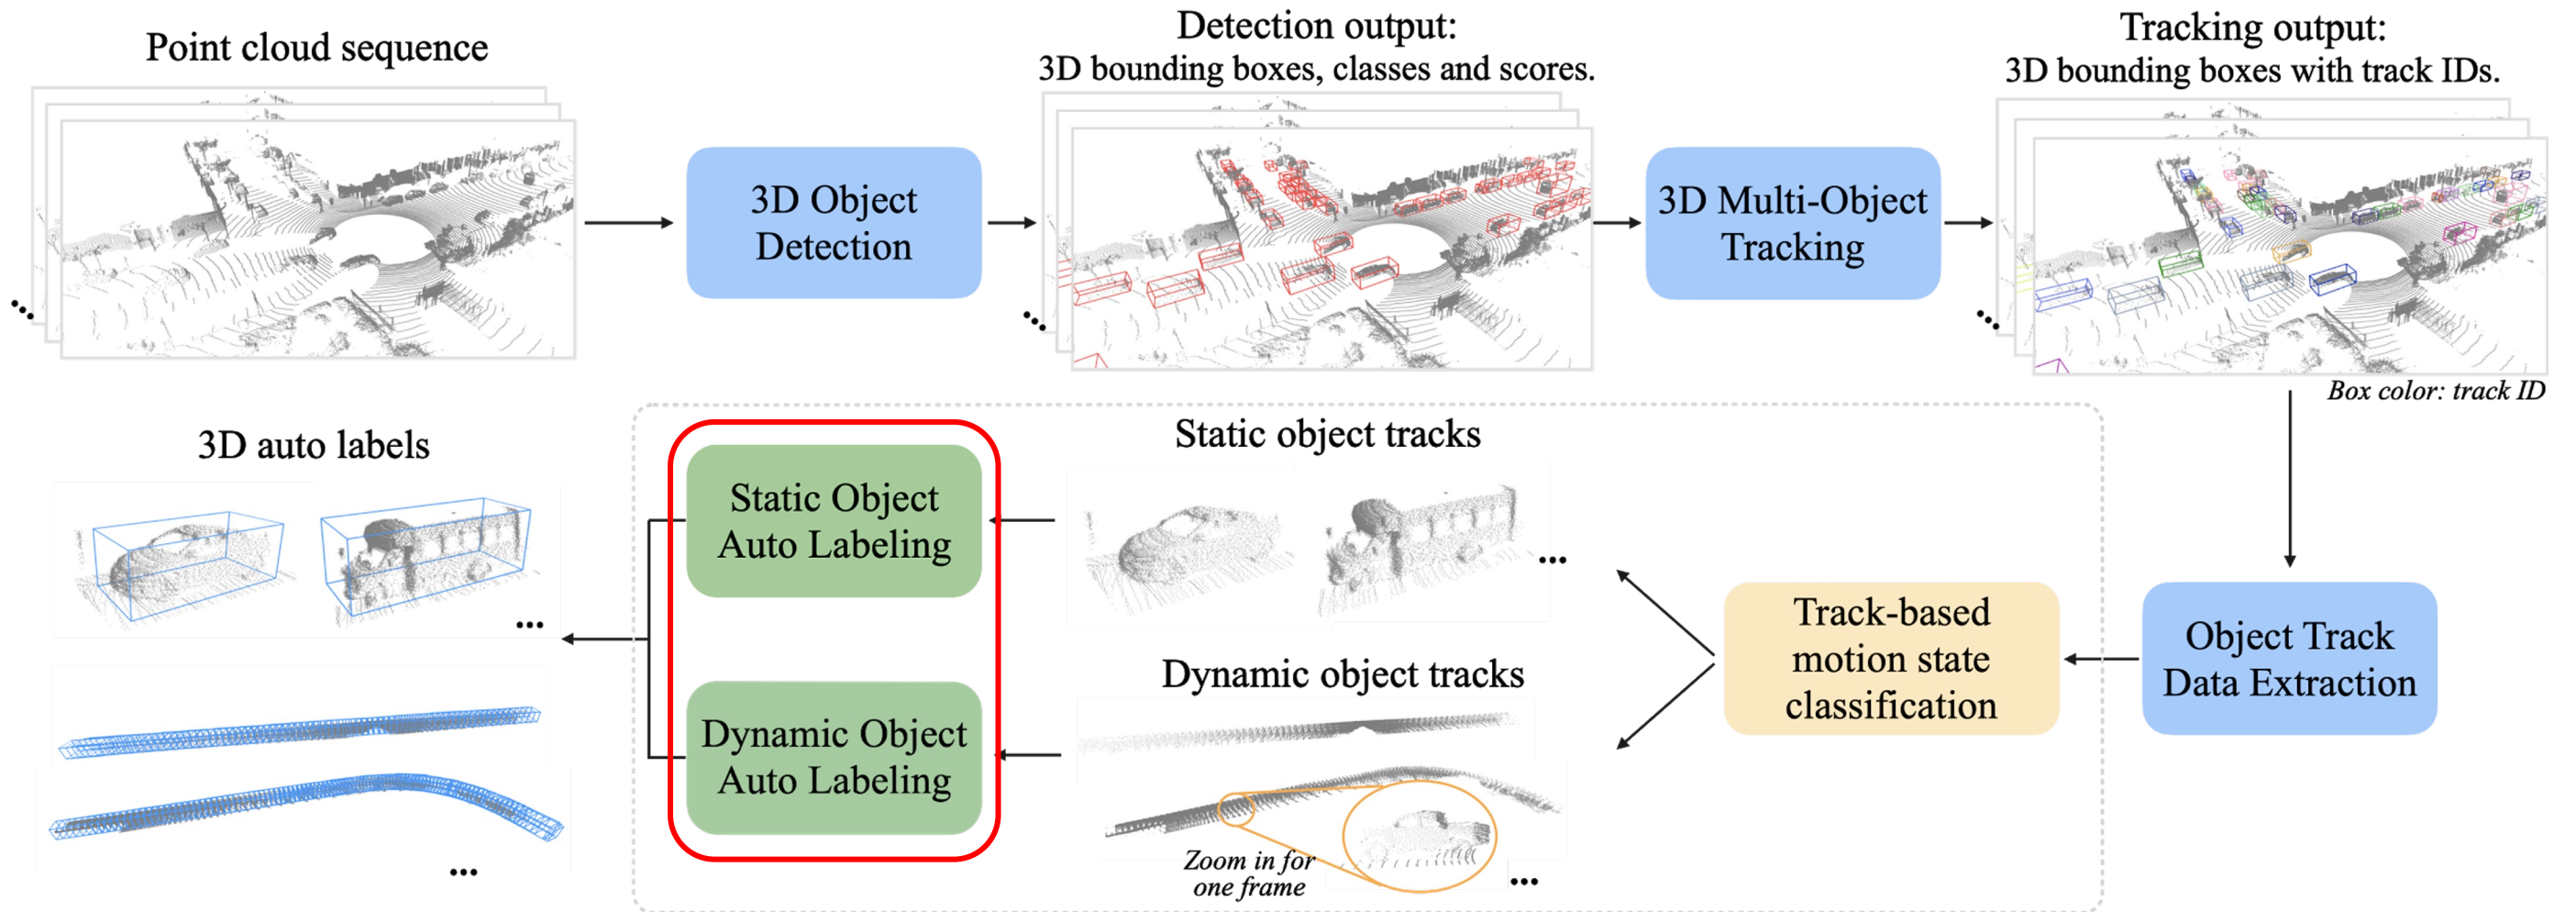 Point cloud sequence
3D Object
Detection
Detection output:
3D bounding boxes, classes and scores.
3D Multi-Object
Tracking
Tracking output:
3D bounding boxes with track IDs.
Box color: track ID
Object Track
Data Extraction
Track-based
motion state
classification
Static object tracks
...
Dynamic object tracks
Zoom in for
one frame
...
Static Object
Auto Labeling
Dynamic Object
Auto Labeling
3D auto labels
...
...